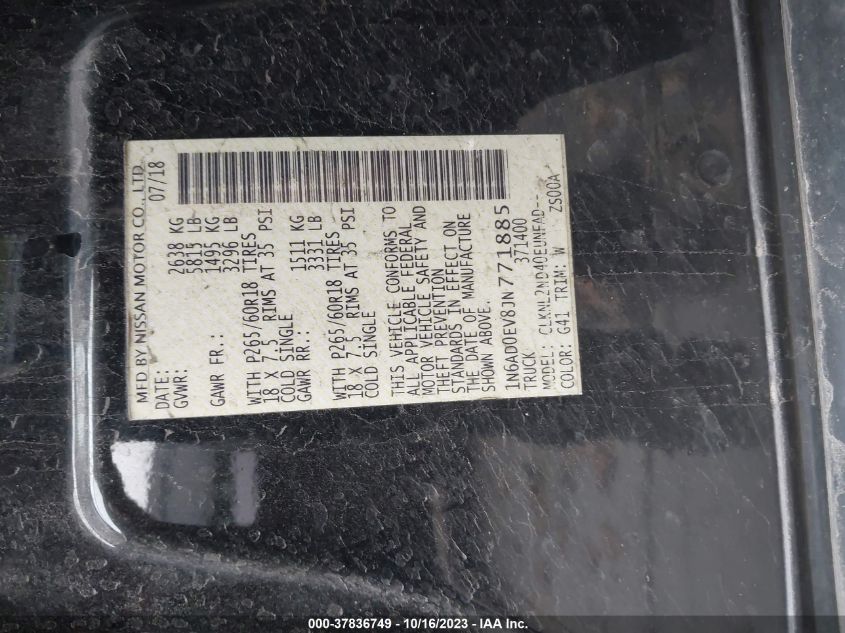 MFD BY NISSAN MOTOR CO., LTD.
DATE: 07/18
GVWR: 2638 KG
5815 LB
GAWR FR.: 1495 KG
3296 LB
WITH P265/60R18 TIRES
18 X 7.5 RIMS AT 35 PSI
COLD SINGLE
GAWR RR.: 1511 KG
3331 LB
WITH P265/60R18 TIRES
18 X 7.5 RIMS AT 35 PSI
COLD SINGLE
THIS VEHICLE CONFORMS TO
ALL APPLICABLE FEDERAL
MOTOR VEHICLE SAFETY AND
THEFT PREVENTION
STANDARDS IN EFFECT ON
THE DATE OF MANUFACTURE
SHOWN ABOVE.
1N6AD0EV8JN771885
TRUCK 371400
MODEL: CLKNLZND40EUNFAD--
COLOR: G41 TRIM: W ZS00A
000-37836749 - 10/16/2023 - IAA Inc.